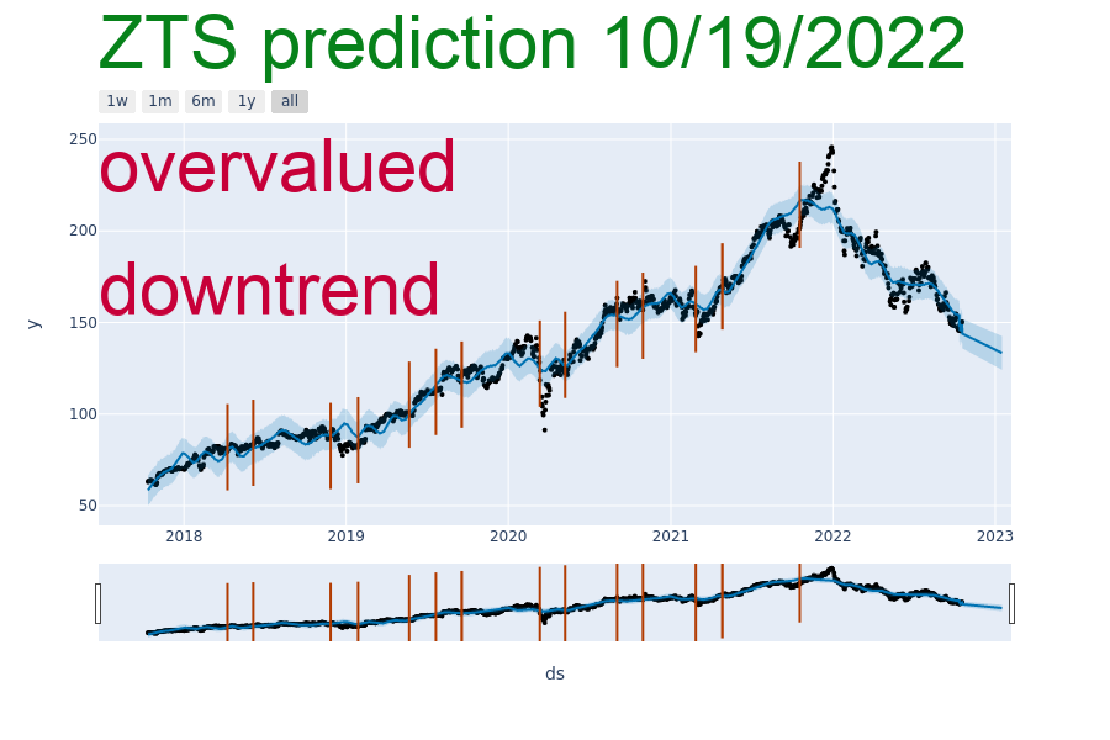 ZTS prediction 10/19/2022
1w 1m 6m 1y all
250
overvalued
200
downtrend
150
y
100
50
2018 2019 2020 2021 2022 2023
ds